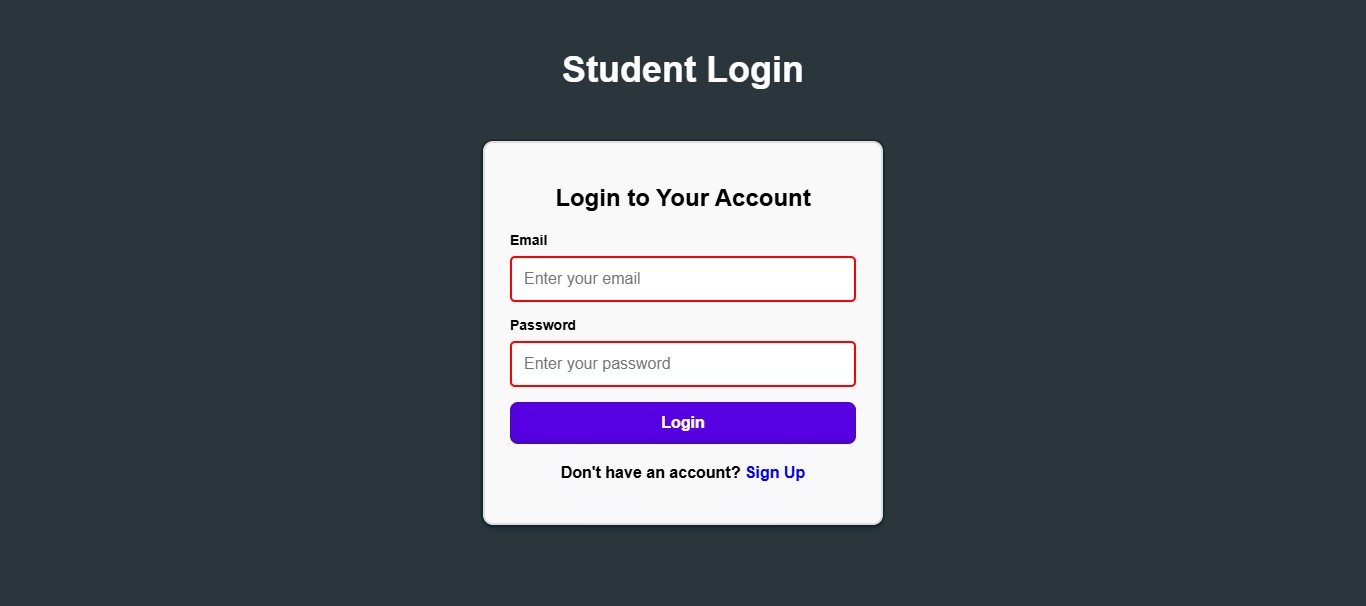 Student Login
Login to Your Account
Email
Enter your email
Password
Enter your password
Login
Don't have an account? Sign Up